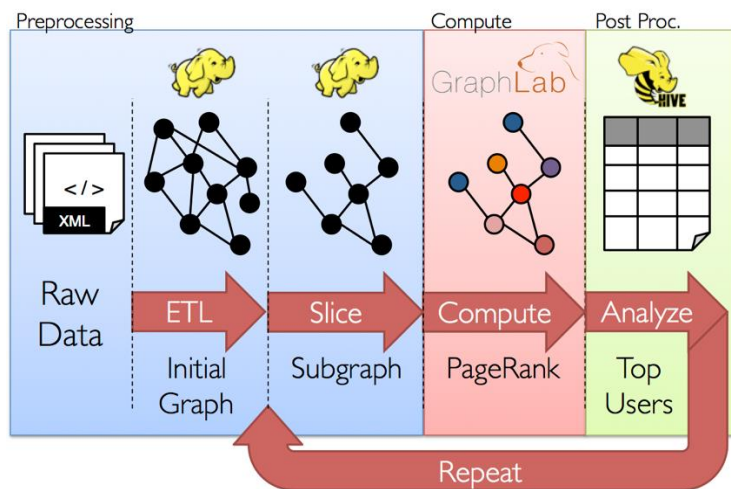 Preprocessing
Compute
Post Proc.
GraphLab
HIVE
</>
XML
Raw
Data
ETL
Slice
Compute
Analyze
Initial
Graph
Subgraph
PageRank
Top
Users
Repeat